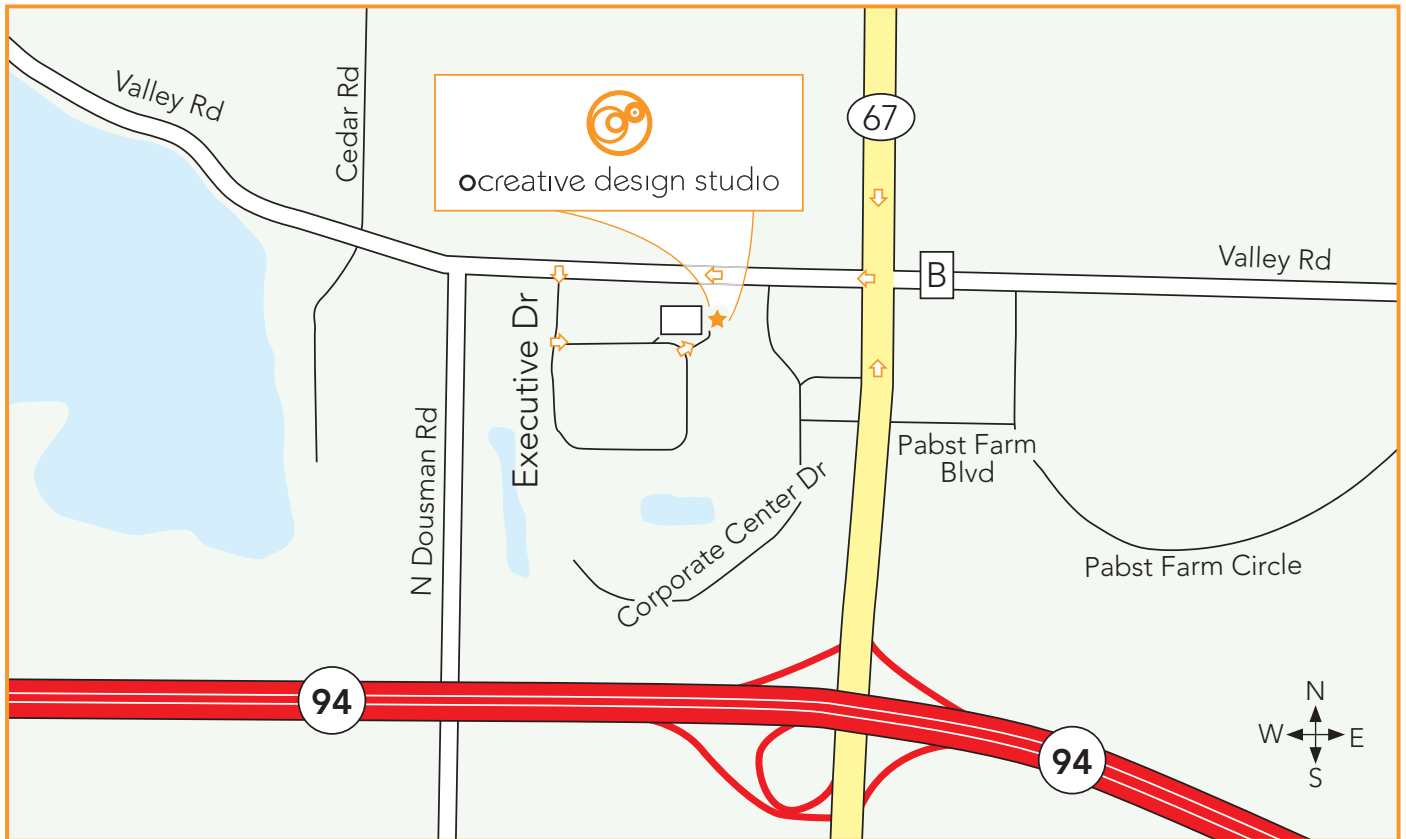 Valley Rd
Cedar Rd
67
ocreative design studio
B
Valley Rd
Executive Dr
N Dousman Rd
Pabst Farm
Blvd
Corporate Center Dr
Pabst Farm Circle
94
94
N
W
E
S